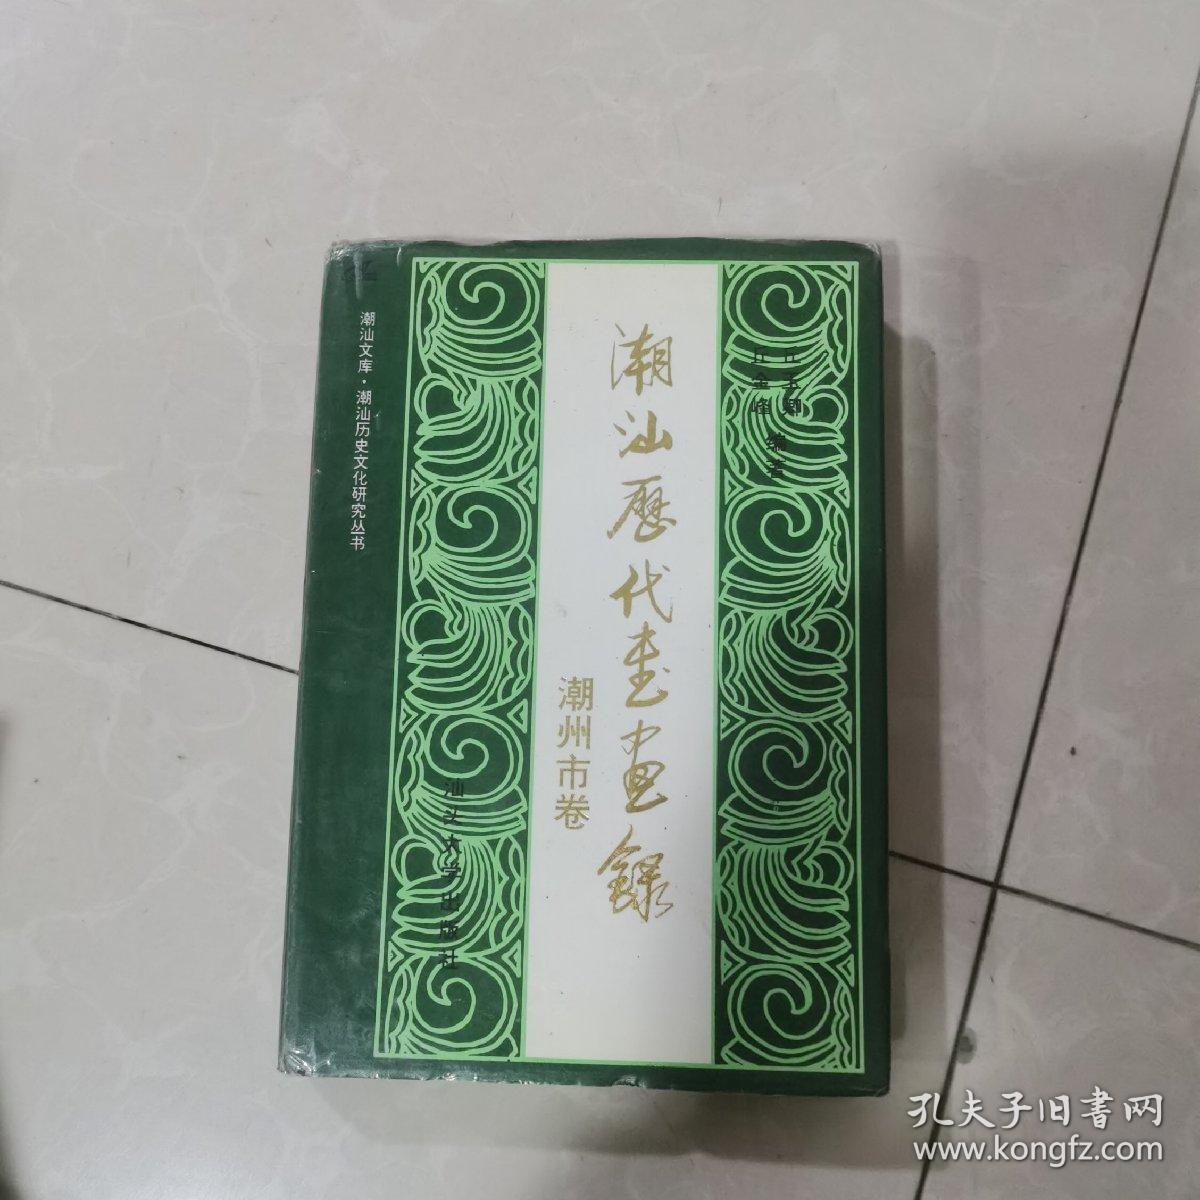 潮汕文库·潮汕历史文化研究丛书
潮汕歷代書畫錄
潮州市卷
丘玉卿
丘金峰
编著
汕头大学出版社
孔夫子旧書网
www.kongfz.com